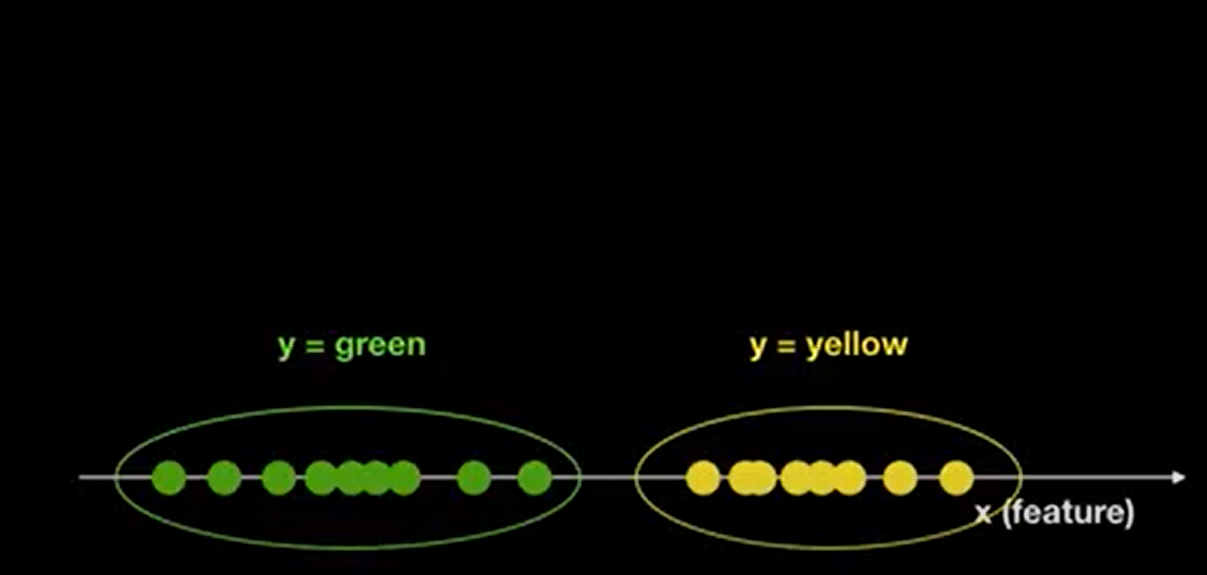 y = green
y = yellow
x (feature)